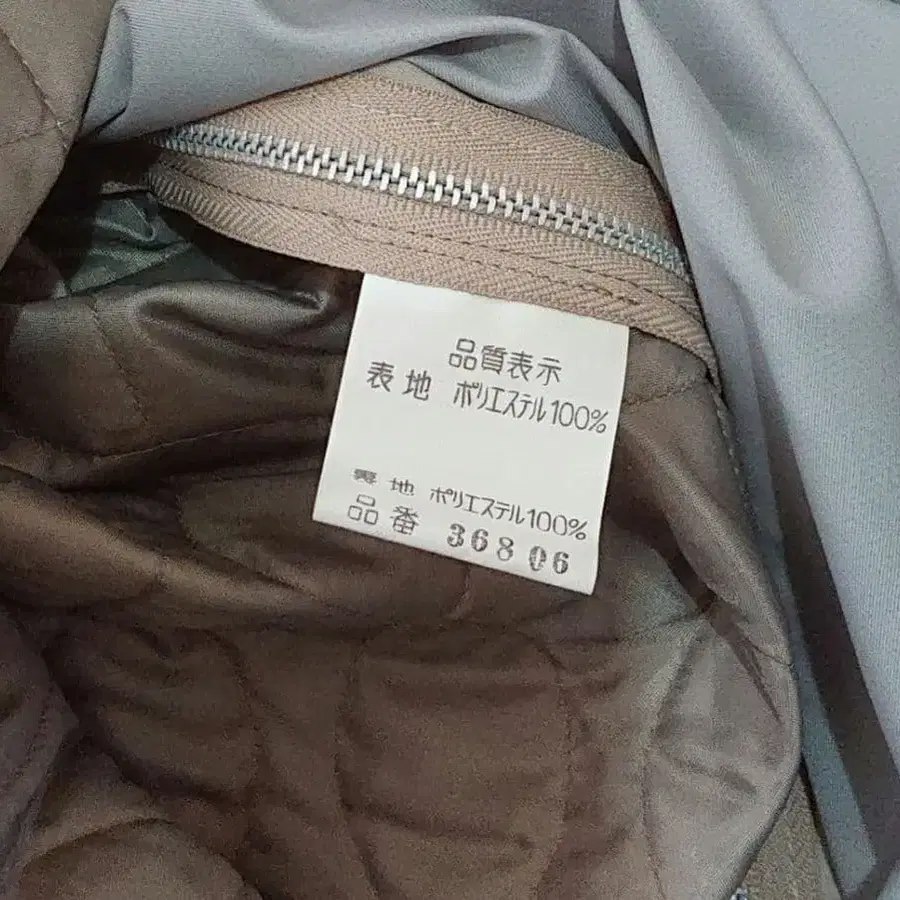 品質表示
表地 ポリエステル100%
裏地 ポリエステル100%
品番 36806